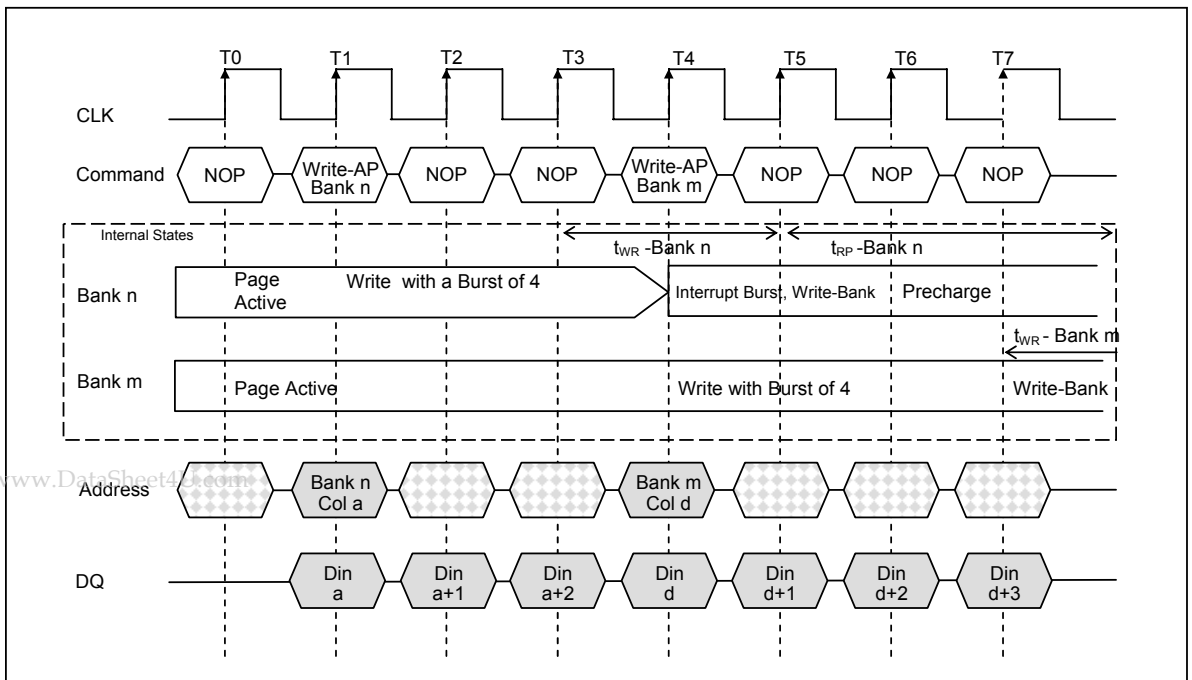 T0 T1 T2 T3 T4 T5 T6 T7
CLK
Command NOP Write-AP Bank n NOP NOP Write-AP Bank m NOP NOP NOP
Internal States
tWR -Bank n tRP -Bank n
Bank n Page Active Write with a Burst of 4 Interrupt Burst, Write-Bank Precharge
tWR - Bank m
Bank m Page Active Write with Burst of 4 Write-Bank
www.DataSheet4U.com
Address Bank n Col a Bank m Col d
DQ Din a Din a+1 Din a+2 Din d Din d+1 Din d+2 Din d+3